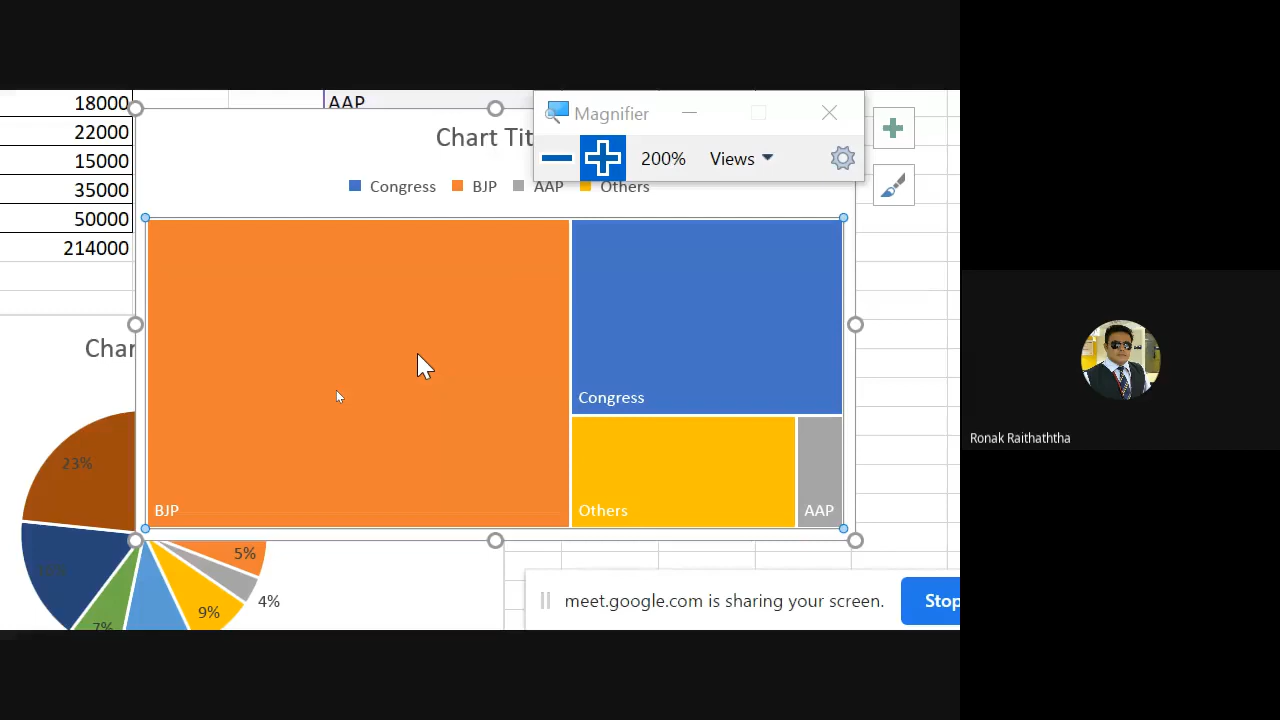 18000
AAP
Magnifier
22000
Chart Tit
15000
200%
Views
35000
Congress
BJP
AAP
Others
50000
214000
Char
Congress
BJP
Others
AAP
23%
5%
4%
9%
7%
meet.google.com is sharing your screen.
Stop
Ronak Raithaththa